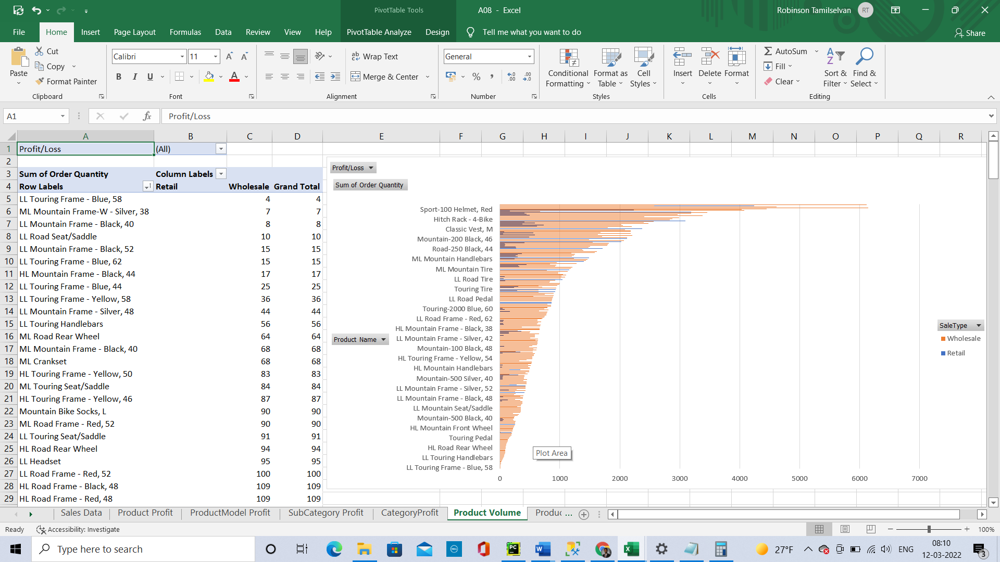 PivotTable Tools
A08 - Excel
Robinson Tamilselvan
RT
File
Home
Insert
Page Layout
Formulas
Data
Review
View
Help
PivotTable Analyze
Design
Tell me what you want to do
Share
Paste
Cut
Copy
Format Painter
Clipboard
Calibri
11
B I U
Font
Wrap Text
Merge & Center
Alignment
General
Number
Conditional Formatting
Format as Table
Cell Styles
Styles
Insert
Delete
Format
Cells
AutoSum
Fill
Clear
Sort & Filter
Find & Select
Editing
A1
fx
Profit/Loss
A B C D E F G H I J K L M N O P Q R
1 Profit/Loss (All)
2
3 Sum of Order Quantity Column Labels
4 Row Labels Retail Wholesale Grand Total
5 LL Touring Frame - Blue, 58 4 4
6 ML Mountain Frame-W - Silver, 38 7 7
7 LL Mountain Frame - Black, 40 8 8
8 LL Road Seat/Saddle 10 10
9 LL Mountain Frame - Black, 52 15 15
10 LL Touring Frame - Blue, 62 15 15
11 HL Mountain Frame - Black, 44 17 17
12 LL Touring Frame - Blue, 44 25 25
13 LL Touring Frame - Yellow, 58 36 36
14 LL Mountain Frame - Silver, 48 44 44
15 LL Touring Handlebars 56 56
16 ML Road Rear Wheel 64 64
17 ML Mountain Frame - Black, 40 68 68
18 ML Crankset 68 68
19 HL Touring Frame - Yellow, 50 83 83
20 ML Touring Seat/Saddle 84 84
21 HL Touring Frame - Yellow, 46 87 87
22 Mountain Bike Socks, L 90 90
23 ML Road Frame - Red, 52 90 90
24 LL Touring Seat/Saddle 91 91
25 HL Road Rear Wheel 94 94
26 LL Headset 95 95
27 LL Road Frame - Red, 52 100 100
28 HL Road Frame - Black, 48 109 109
29 HL Road Frame - Red, 48 109 109
Profit/Loss
Sum of Order Quantity
Product Name
Sport-100 Helmet, Red
Hitch Rack - 4-Bike
Classic Vest, M
Mountain-200 Black, 46
Road-250 Black, 44
ML Mountain Handlebars
ML Mountain Tire
LL Road Tire
Touring Tire
LL Road Pedal
Touring-2000 Blue, 60
LL Road Frame - Red, 62
HL Mountain Frame - Black, 38
LL Mountain Frame - Silver, 42
Mountain-100 Black, 48
HL Touring Frame - Yellow, 54
HL Mountain Handlebars
Mountain-500 Silver, 40
LL Mountain Frame - Silver, 52
LL Mountain Frame - Black, 48
LL Mountain Seat/Saddle
Mountain-500 Black, 40
HL Mountain Front Wheel
Touring Pedal
HL Road Rear Wheel
LL Touring Handlebars
LL Touring Frame - Blue, 58
Plot Area
0 1000 2000 3000 4000 5000 6000 7000
SaleType
Wholesale
Retail
Sales Data
Product Profit
ProductModel Profit
SubCategory Profit
CategoryProfit
Product Volume
Produc ...
Ready
Accessibility: Investigate
100%
Type here to search
27°F
ENG
08:10
12-03-2022
3